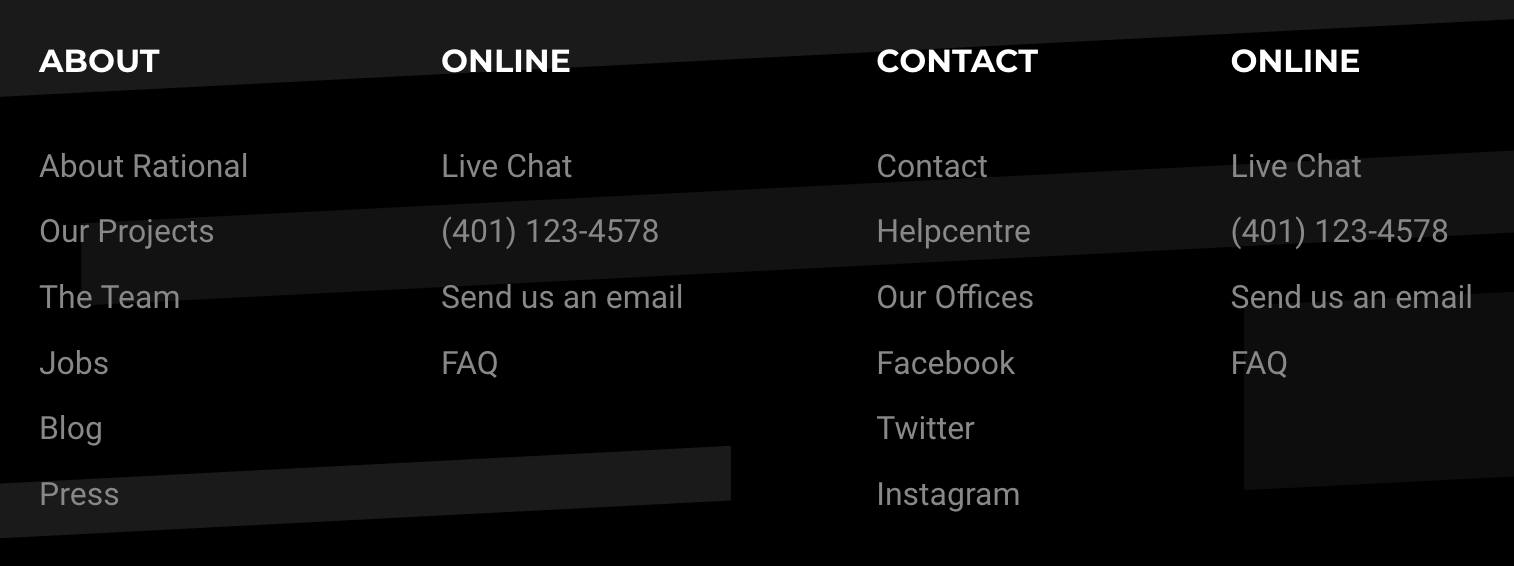 ABOUT
About Rational
Our Projects
The Team
Jobs
Blog
Press
ONLINE
Live Chat
(401) 123-4578
Send us an email
FAQ
CONTACT
Contact
Helpcentre
Our Offices
Facebook
Twitter
Instagram
ONLINE
Live Chat
(401) 123-4578
Send us an email
FAQ